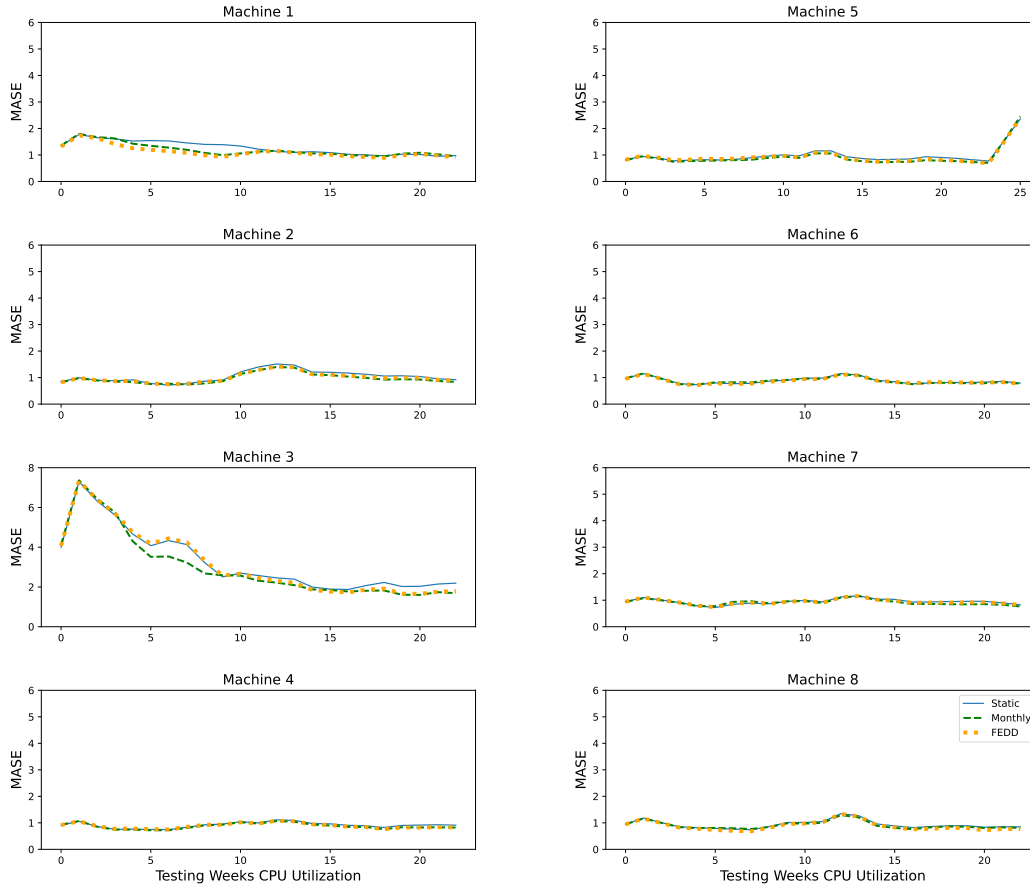 Machine 1
6
5
4
3
2
1
0
MASE
0 5 10 15 20
Machine 2
6
5
4
3
2
1
0
MASE
0 5 10 15 20
Machine 3
8
6
4
2
0
MASE
0 5 10 15 20
Machine 4
6
5
4
3
2
1
0
MASE
0 5 10 15 20
Testing Weeks CPU Utilization
Machine 5
6
5
4
3
2
1
0
MASE
0 5 10 15 20 25
Machine 6
6
5
4
3
2
1
0
MASE
0 5 10 15 20
Machine 7
6
5
4
3
2
1
0
MASE
0 5 10 15 20
Machine 8
6
5
4
3
2
1
0
MASE
Static
Monthly
FEDD
0 5 10 15 20
Testing Weeks CPU Utilization